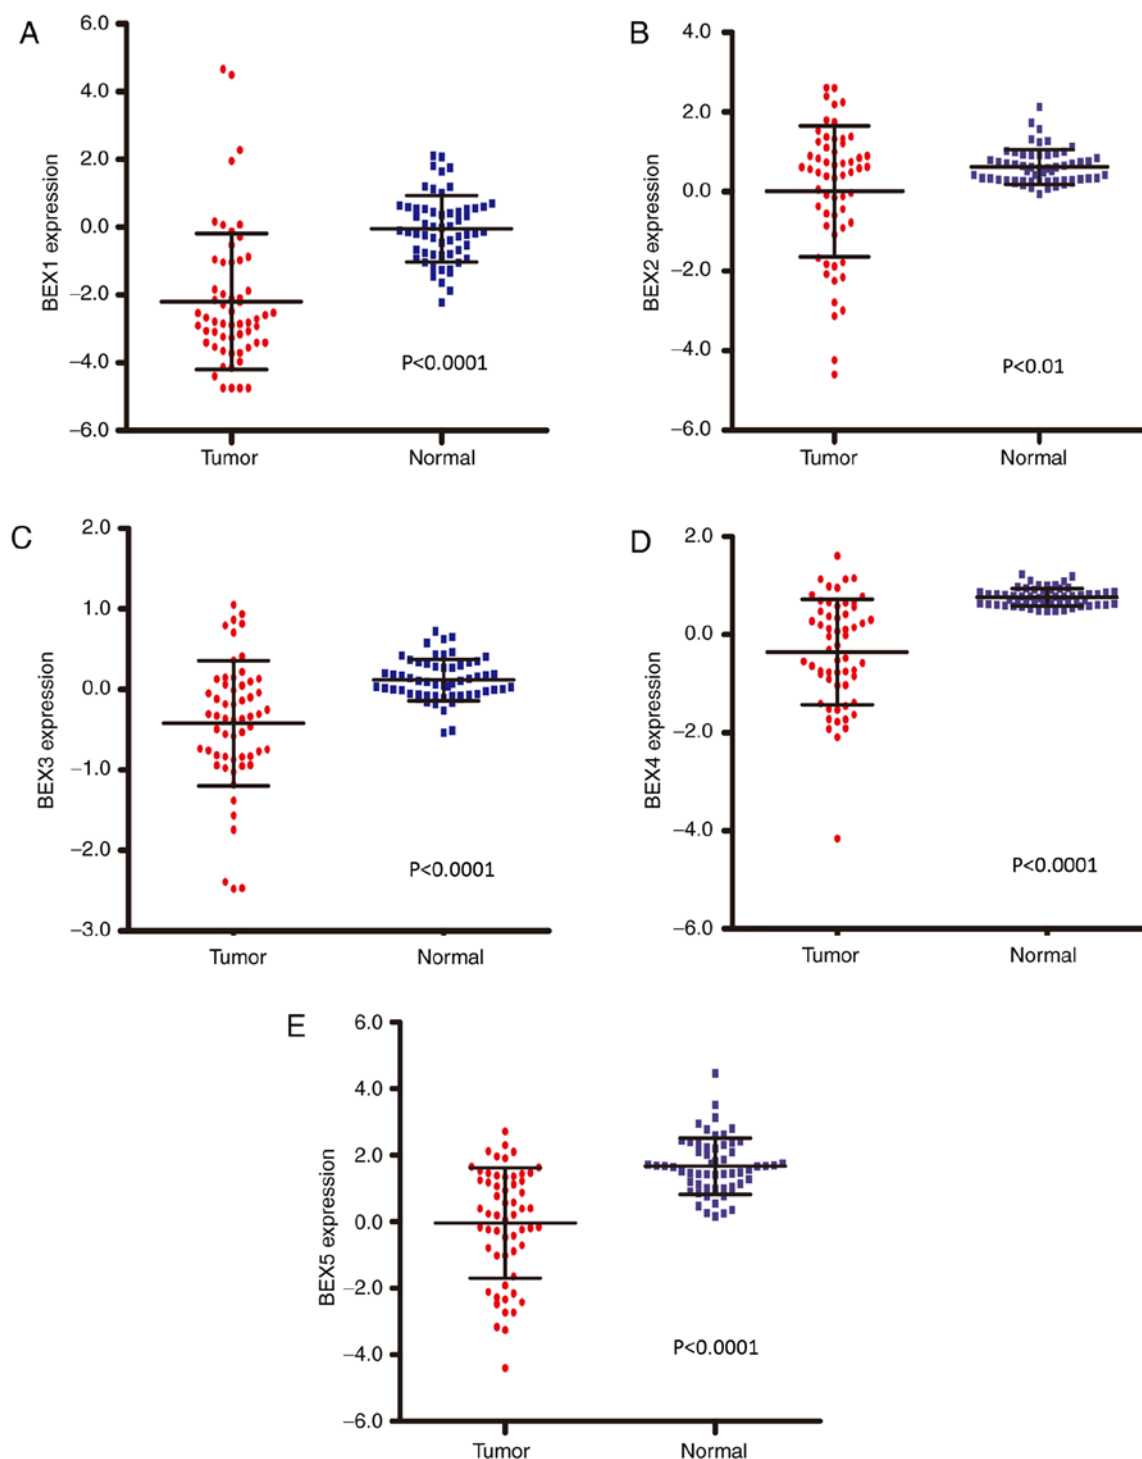 A
6.0
4.0
2.0
0.0
−2.0
−4.0
−6.0
BEX1 expression
P<0.0001
Tumor Normal
B
4.0
2.0
0.0
−2.0
−4.0
−6.0
BEX2 expression
P<0.01
Tumor Normal
C
2.0
1.0
0.0
−1.0
−2.0
−3.0
BEX3 expression
P<0.0001
Tumor Normal
D
2.0
0.0
−2.0
−4.0
−6.0
BEX4 expression
P<0.0001
Tumor Normal
E
6.0
4.0
2.0
0.0
−2.0
−4.0
−6.0
BEX5 expression
P<0.0001
Tumor Normal